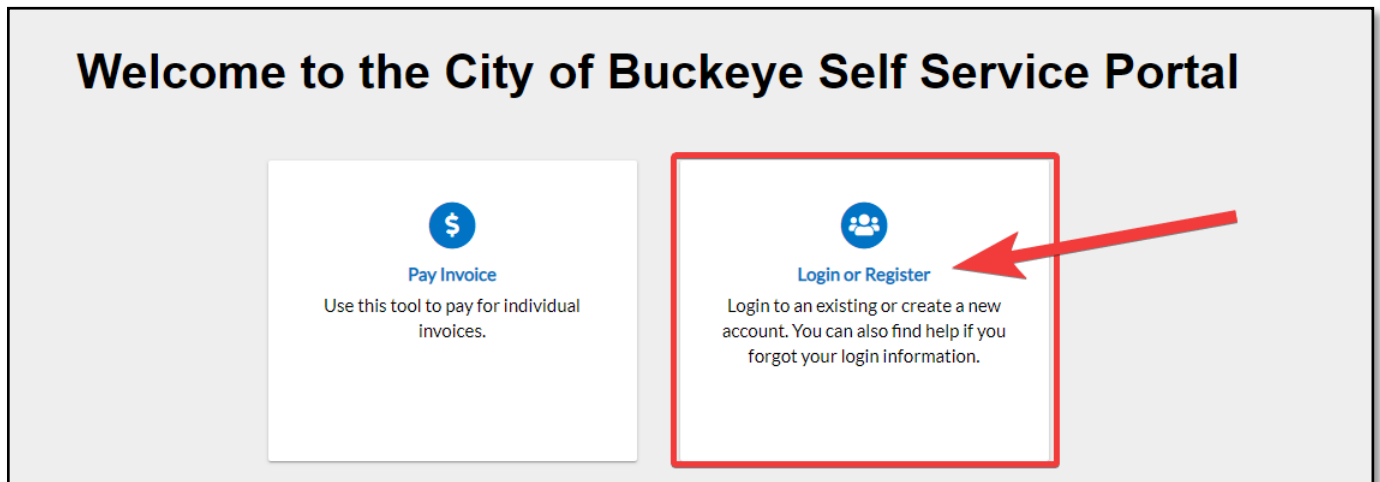 Welcome to the City of Buckeye Self Service Portal
$
Pay Invoice
Use this tool to pay for individual
invoices.
Login or Register
Login to an existing or create a new
account. You can also find help if you
forgot your login information.